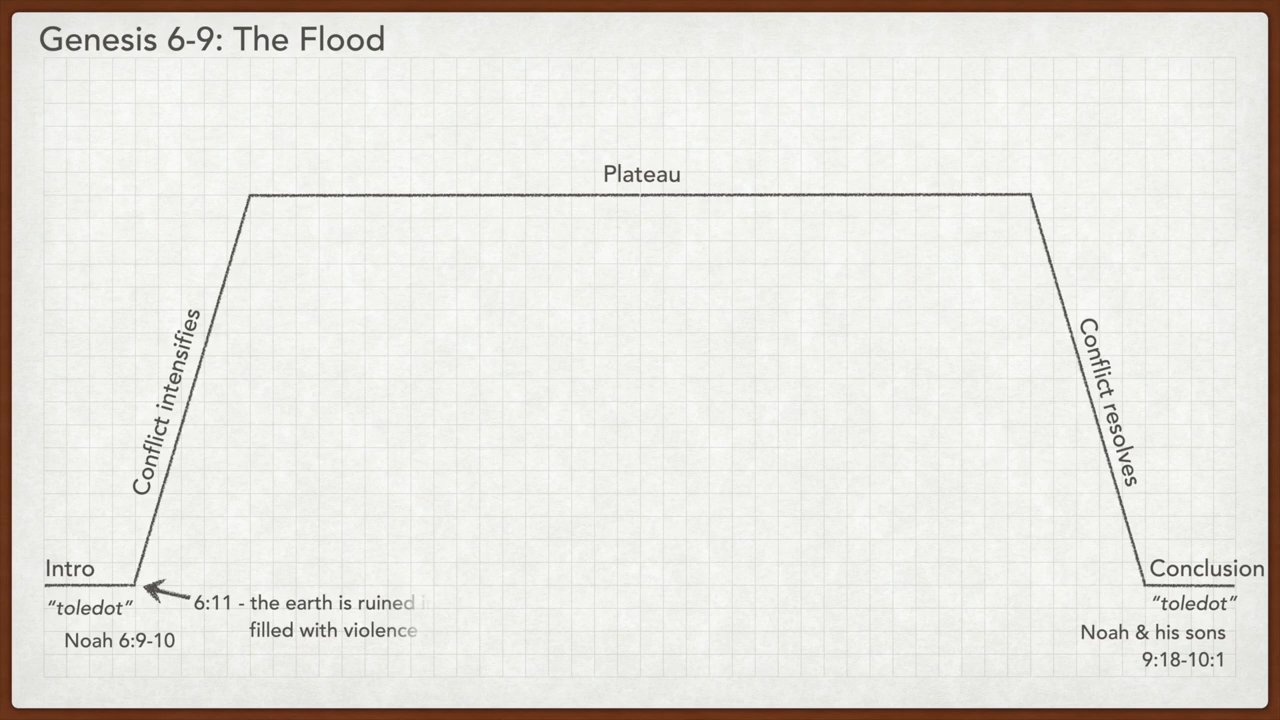 Genesis 6-9: The Flood
Plateau
Conflict intensifies
Conflict resolves
Intro
"toledot"
Noah 6:9-10
6:11 - the earth is ruined
filled with violence
Conclusion
"toledot"
Noah & his sons
9:18-10:1